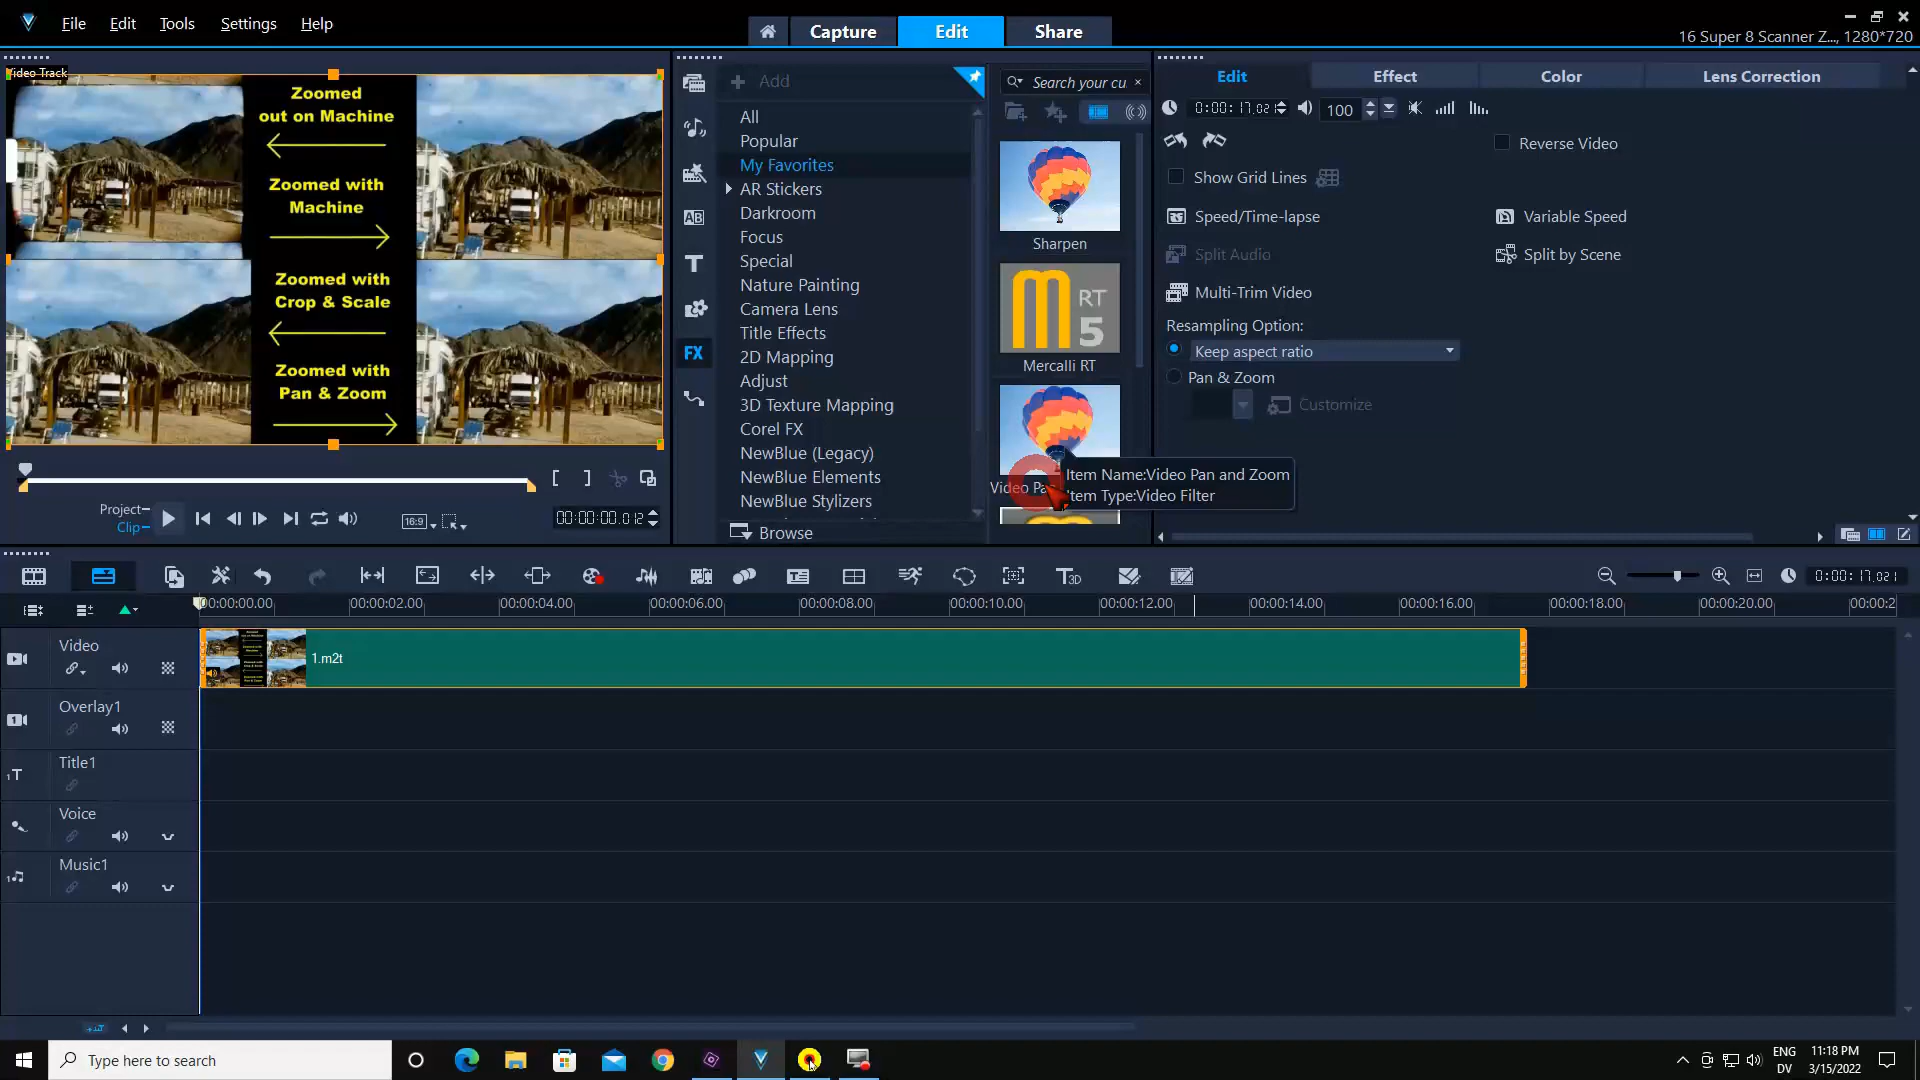 File Edit Tools Settings Help
Capture Edit Share
16 Super 8 Scanner Z..., 1280*720
Zoomed
out on Machine
Zoomed with
Machine
Zoomed with
Crop & Scale
Zoomed with
Pan & Zoom
Project
Clip
16:9
00:00:00.012
Add
All
Popular
My Favorites
AR Stickers
Darkroom
Focus
Special
Nature Painting
Camera Lens
Title Effects
2D Mapping
Adjust
3D Texture Mapping
Corel FX
NewBlue (Legacy)
NewBlue Elements
NewBlue Stylizers
Browse
AB
T
FX
Search your cu
Sharpen
RT
5
Mercalli RT
Item Name:Video Pan and Zoom
Item Type:Video Filter
Edit Effect Color Lens Correction
0:00:17.021 100
Reverse Video
Show Grid Lines
Speed/Time-lapse Variable Speed
Split Audio Split by Scene
Multi-Trim Video
Resampling Option:
Keep aspect ratio
Pan & Zoom
Customize
T3D
0:00:17.021
00:00:00.00 00:00:02.00 00:00:04.00 00:00:06.00 00:00:08.00 00:00:10.00 00:00:12.00 00:00:14.00 00:00:16.00 00:00:18.00 00:00:20.00 00:00:2
Video
1.m2t
Overlay1
Title1
Voice
Music1
Type here to search
ENG
DV
11:18 PM
3/15/2022